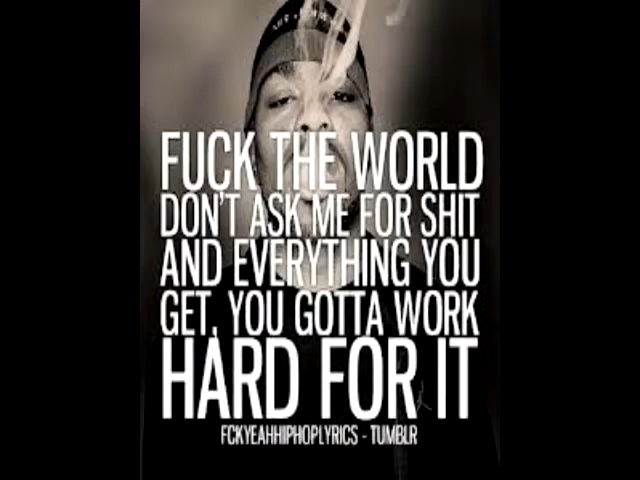 FUCK THE WORLD
DON'T ASK ME FOR SHIT
AND EVERYTHING YOU
GET, YOU GOTTA WORK
HARD FOR IT
FCKYEAHHIPHOPLYRICS - TUMBLR